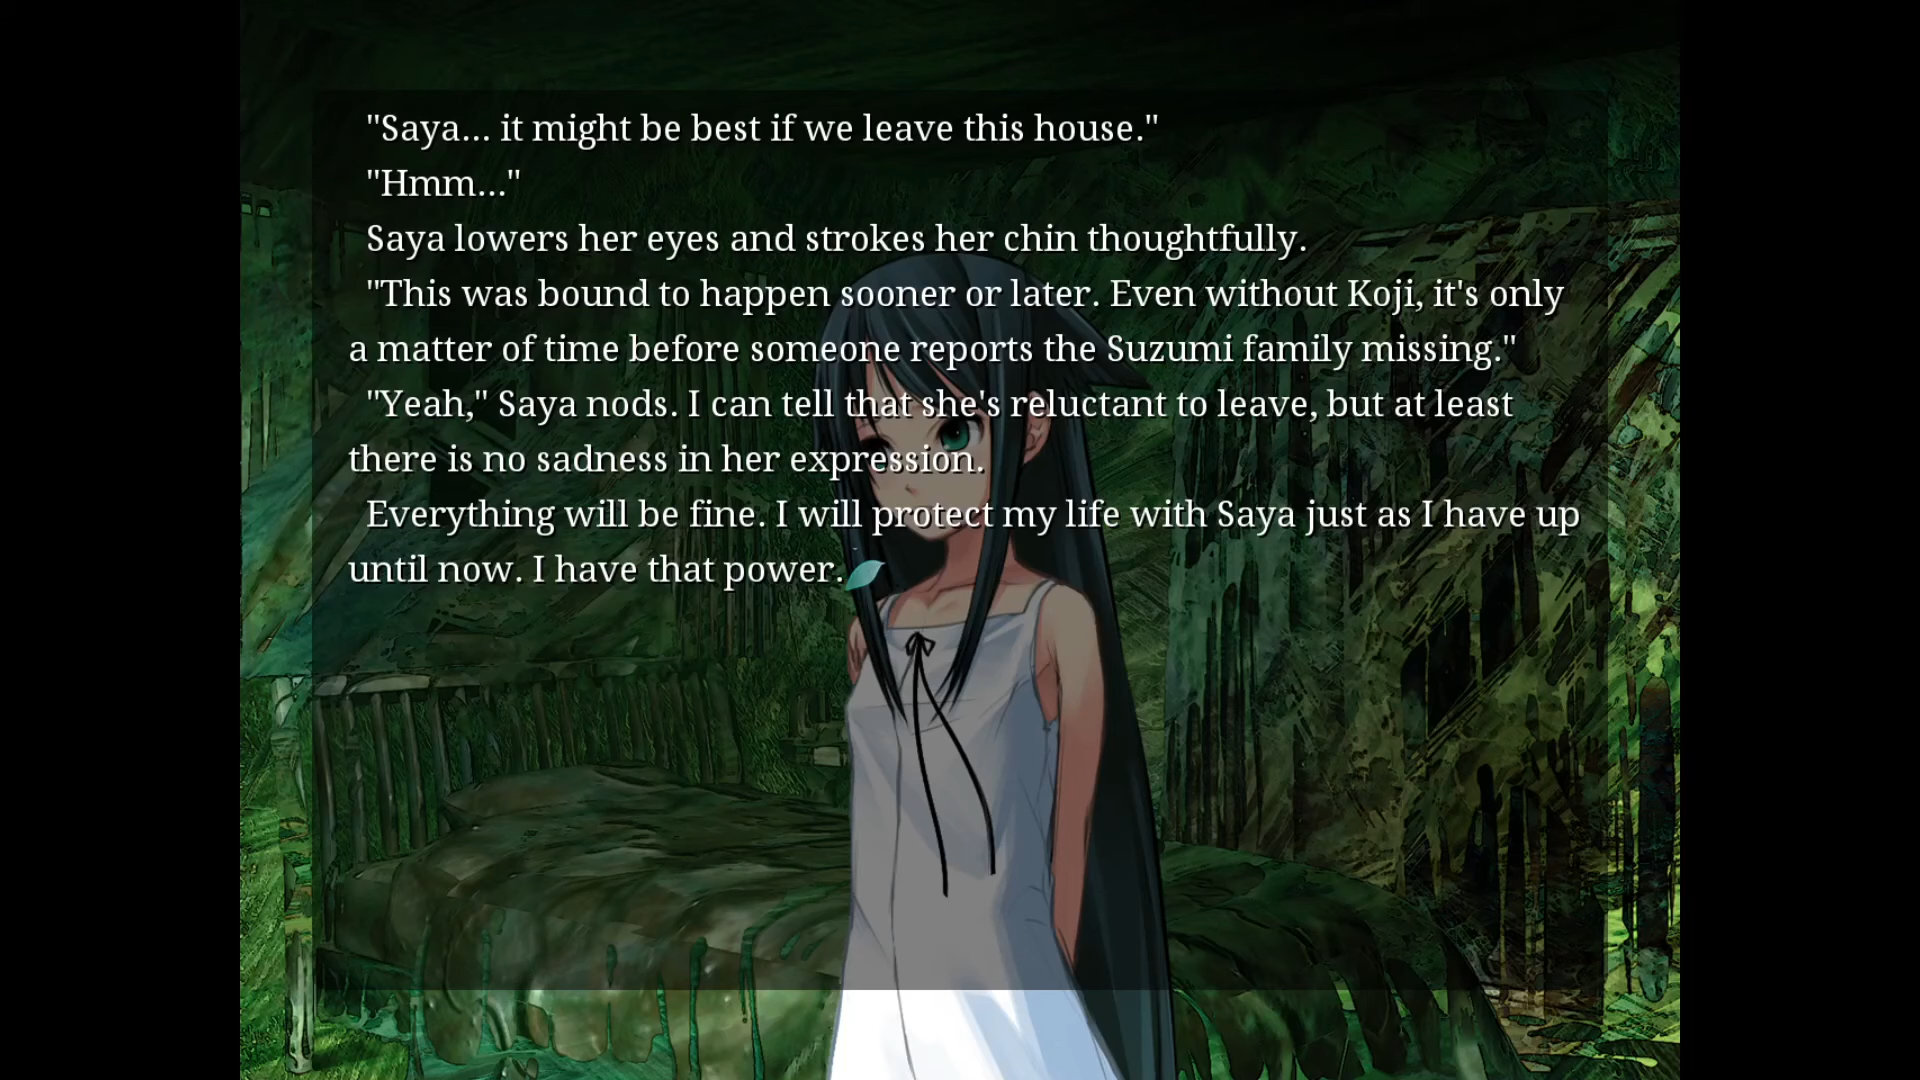 "Saya... it might be best if we leave this house."
"Hmm..."
Saya lowers her eyes and strokes her chin thoughtfully.
"This was bound to happen sooner or later. Even without Koji, it's only
a matter of time before someone reports the Suzumi family missing."
"Yeah," Saya nods. I can tell that she's reluctant to leave, but at least
there is no sadness in her expression.
Everything will be fine. I will protect my life with Saya just as I have up
until now. I have that power.